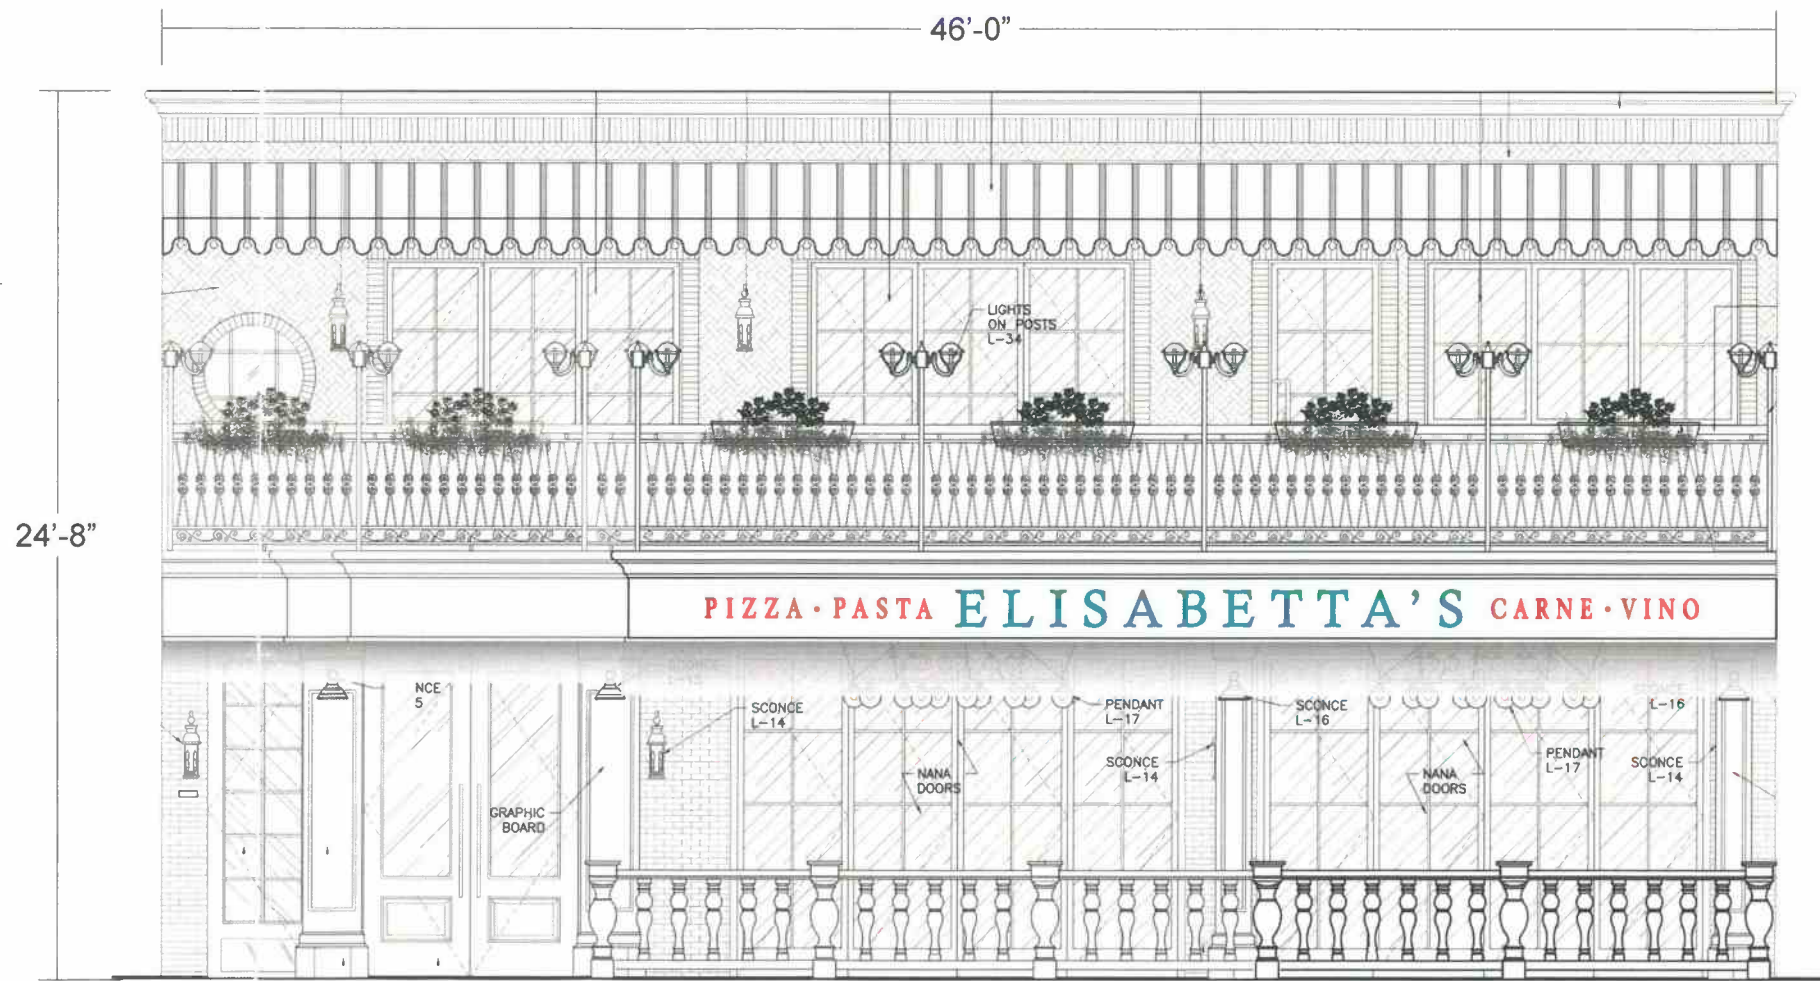 46'-0"
LIGHTS
ON POSTS
L-34
24'-8"
PIZZA·PASTA ELISABETTA'S CARNE·VINO
NCE
5
SCONCE
L-14
PENDANT
L-17
SCONCE
L-16
L-16
SCONCE
L-14
PENDANT
L-17
SCONCE
L-14
NANA
DOORS
NANA
DOORS
GRAPHIC
BOARD